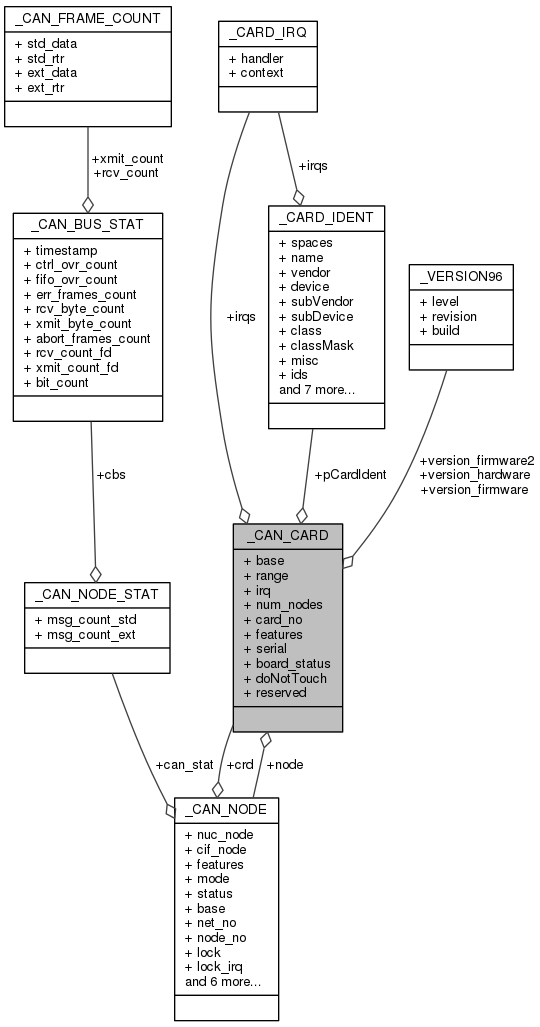 _CAN_FRAME_COUNT
+ std_data
+ std_rtr
+ ext_data
+ ext_rtr
_CARD_IRQ
+ handler
+ context
+xmit_count
+rcv_count
+irqs
_CAN_BUS_STAT
+ timestamp
+ ctrl_ovr_count
+ fifo_ovr_count
+ err_frames_count
+ rcv_byte_count
+ xmit_byte_count
+ abort_frames_count
+ rcv_count_fd
+ xmit_count_fd
+ bit_count
_CARD_IDENT
+ spaces
+ name
+ vendor
+ device
+ subVendor
+ subDevice
+ class
+ classMask
+ misc
+ ids
and 7 more...
_VERSION96
+ level
+ revision
+ build
+irqs
+cbs
+pCardIdent
+version_firmware2
+version_hardware
+version_firmware
_CAN_CARD
+ base
+ range
+ irq
+ num_nodes
+ card_no
+ features
+ serial
+ board_status
+ doNotTouch
+ reserved
_CAN_NODE_STAT
+ msg_count_std
+ msg_count_ext
+can_stat
+crd
+node
_CAN_NODE
+ nuc_node
+ cif_node
+ features
+ mode
+ status
+ base
+ net_no
+ node_no
+ lock
+ lock_irq
and 6 more...